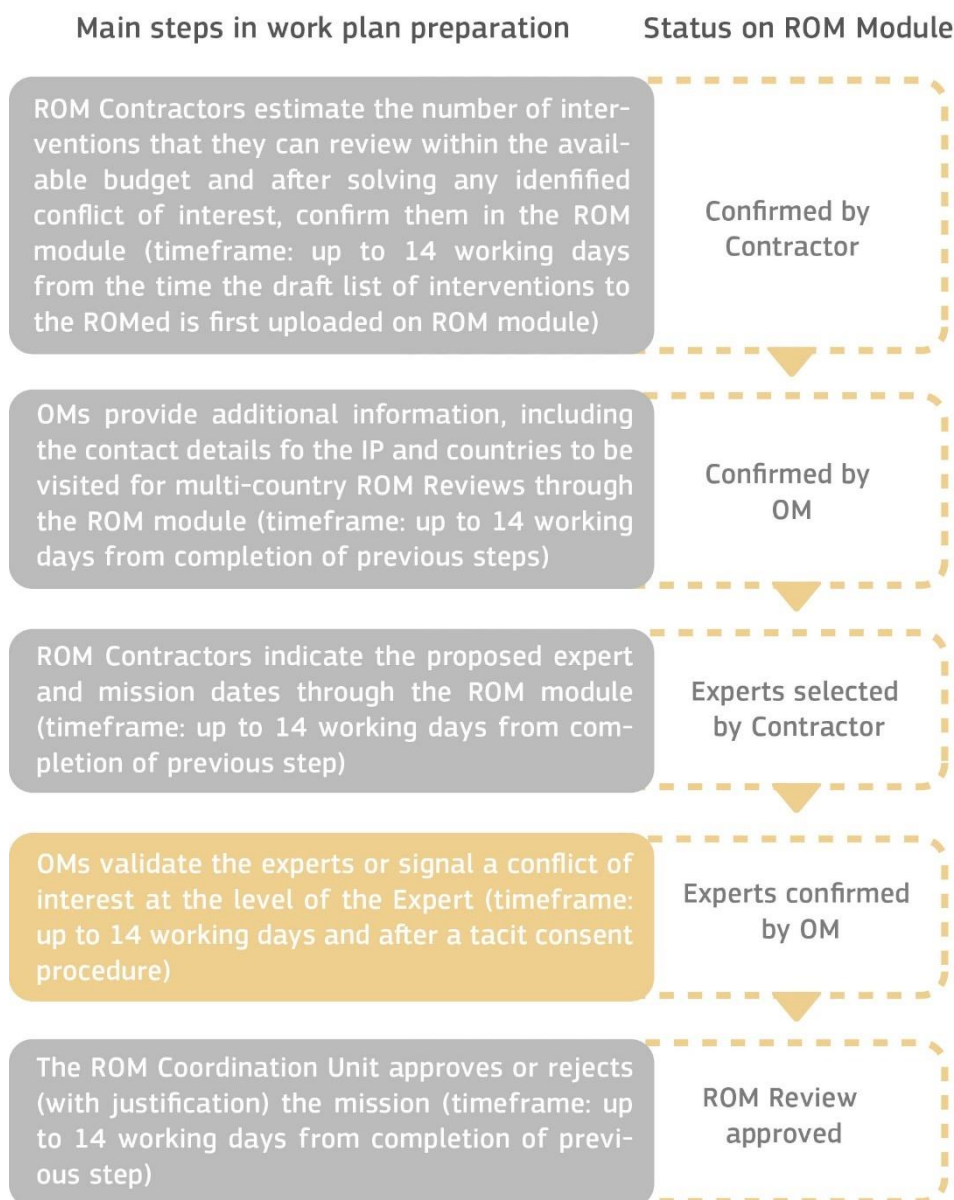 Main steps in work plan preparation
Status on ROM Module
ROM Contractors estimate the number of inter-
ventions that they can review within the avail-
able budget and after solving any idenfified
conflict of interest, confirm them in the ROM
module (timeframe: up to 14 working days
from the time the draft list of interventions to
the ROMed is first uploaded on ROM module)
Confirmed by
Contractor
OMs provide additional information, including
the contact details fo the IP and countries to be
visited for multi-country ROM Reviews through
the ROM module (timeframe: up to 14 working
days from completion of previous steps)
Confirmed by
OM
ROM Contractors indicate the proposed expert
and mission dates through the ROM module
(timeframe: up to 14 working days from com-
pletion of previous step)
Experts selected
by Contractor
OMs validate the experts or signal a conflict of
interest at the level of the Expert (timeframe:
up to 14 working days and after a tacit consent
procedure)
Experts confirmed
by OM
The ROM Coordination Unit approves or rejects
(with justification) the mission (timeframe: up
to 14 working days from completion of previ-
ous step)
ROM Review
approved